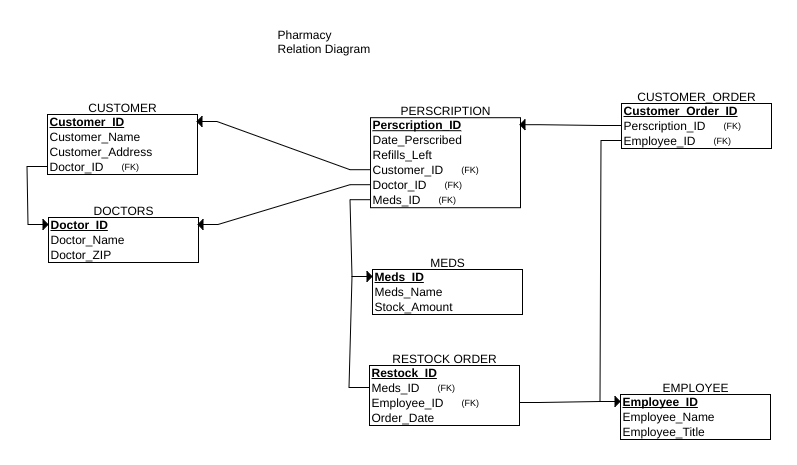 Pharmacy
Relation Diagram
CUSTOMER
Customer_ID
Customer_Name
Customer_Address
Doctor_ID (FK)
DOCTORS
Doctor_ID
Doctor_Name
Doctor_ZIP
PERSCRIPTION
Perscription_ID
Date_Perscribed
Refills_Left
Customer_ID (FK)
Doctor_ID (FK)
Meds_ID (FK)
MEDS
Meds_ID
Meds_Name
Stock_Amount
RESTOCK ORDER
Restock_ID
Meds_ID (FK)
Employee_ID (FK)
Order_Date
CUSTOMER_ORDER
Customer_Order_ID
Perscription_ID (FK)
Employee_ID (FK)
EMPLOYEE
Employee_ID
Employee_Name
Employee_Title